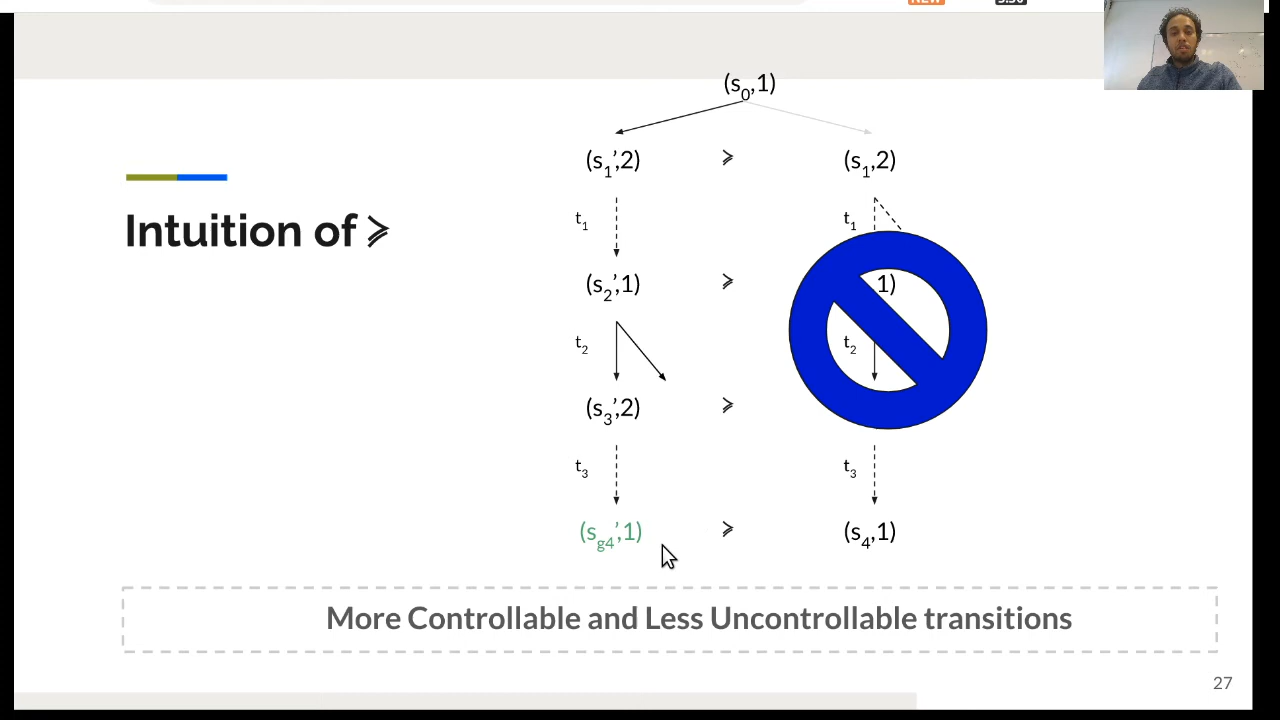 (s0,1)
(s1’,2) ≽ (s1,2)
t1 t1
Intuition of ≽
(s2’,1) ≽ 1)
t2 t2
(s3’,2) ≽
t3 t3
(sg4’,1) ≽ (s4,1)
More Controllable and Less Uncontrollable transitions
27